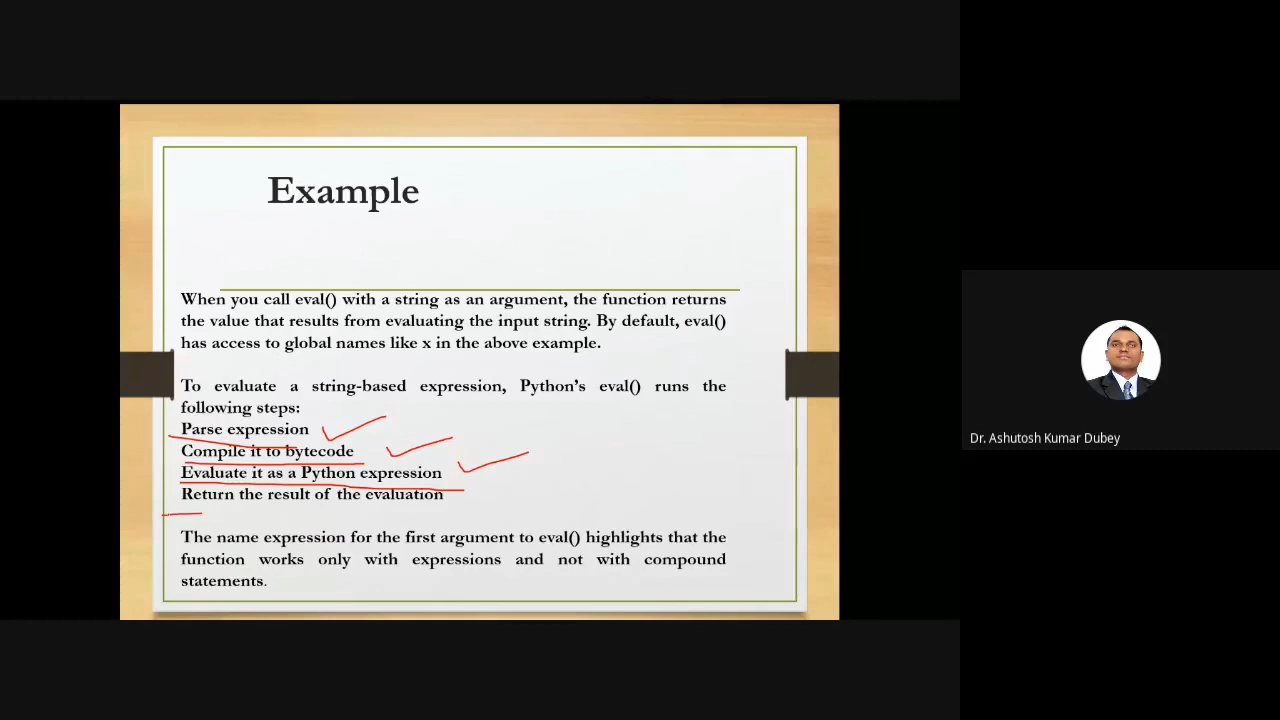 Example
When you call eval() with a string as an argument, the function returns
the value that results from evaluating the input string. By default, eval()
has access to global names like x in the above example.
To evaluate a string-based expression, Python's eval() runs the
following steps:
Parse expression
Compile it to bytecode
Evaluate it as a Python expression
Return the result of the evaluation
The name expression for the first argument to eval() highlights that the
function works only with expressions and not with compound
statements.
Dr. Ashutosh Kumar Dubey